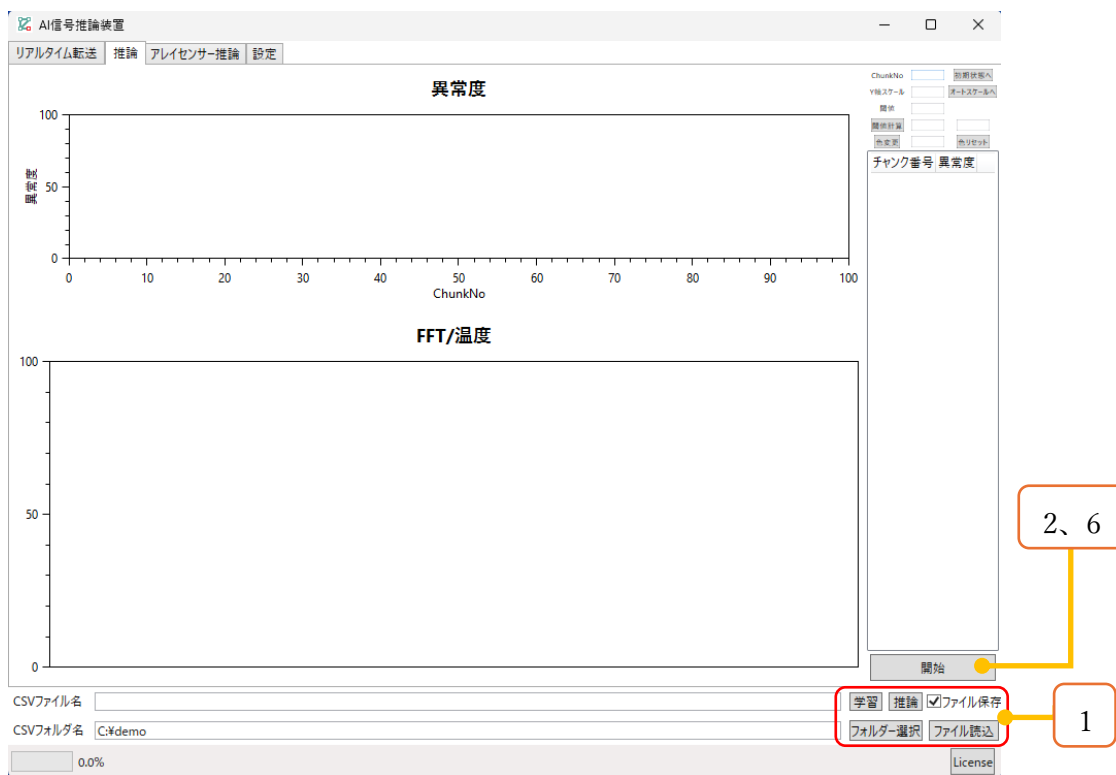 AI信号推論装置
リアルタイム転送 推論 アレイセンサー推論 設定
異常度
100
50
0
異常度
0 10 20 30 40 50 60 70 80 90 100
ChunkNo
ChunkNo 初期状態へ
Y軸スケール オートスケールへ
閾値
閾値計算
色変更 色リセット
チャンク番号 異常度
FFT/温度
100
50
0
2、6
開始
CSVファイル名 学習 推論 ファイル保存
CSVフォルダ名 C:¥demo フォルダー選択 ファイル読込
1
0.0% License